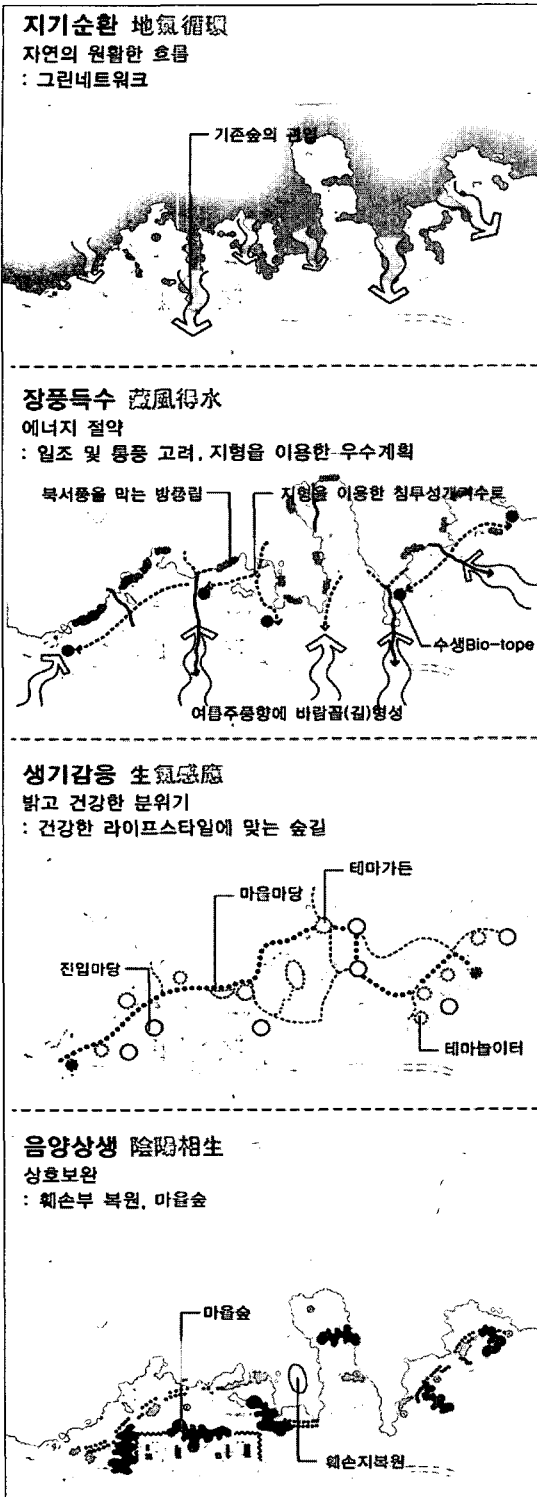 지기순환 地氣循環
자연의 원활한 흐름
: 그린네트워크
기존숲의 관입
장풍득수 藏風得水
에너지 절약
: 일조 및 통풍 고려, 지형을 이용한 우수계획
북서풍을 막는 방풍림
지형을 이용한 침투성개거수로
수생Bio-tope
여름주풍향에 바람골(길)형성
생기감응 生氣感應
밝고 건강한 분위기
: 건강한 라이프스타일에 맞는 숲길
테마가든
마을마당
진입마당
테마놀이터
음양상생 陰陽相生
상호보완
: 훼손부 복원, 마을숲
마을숲
훼손지복원